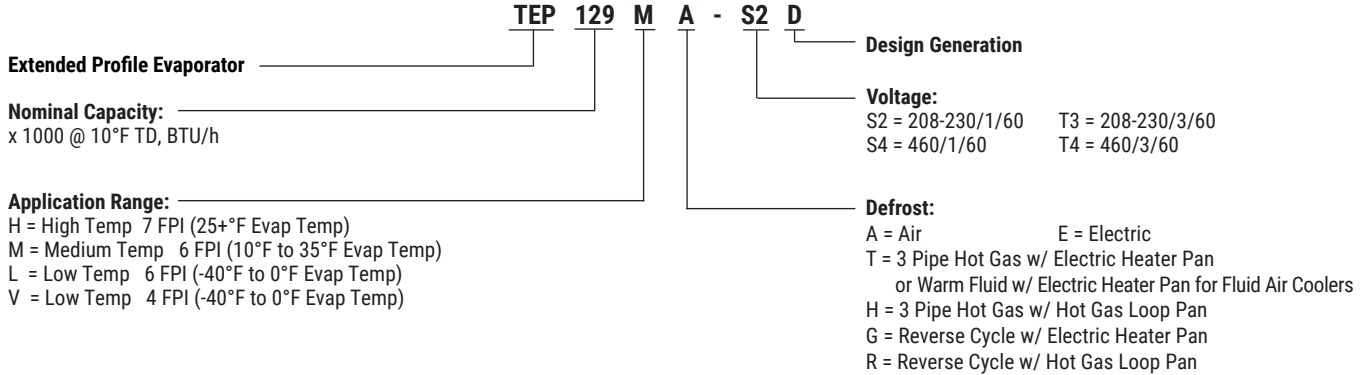 TEP 129 M A - S2 D
Extended Profile Evaporator
Nominal Capacity:
x 1000 @ 10°F TD, BTU/h
Application Range:
H = High Temp 7 FPI (25+°F Evap Temp)
M = Medium Temp 6 FPI (10°F to 35°F Evap Temp)
L = Low Temp 6 FPI (-40°F to 0°F Evap Temp)
V = Low Temp 4 FPI (-40°F to 0°F Evap Temp)
Design Generation
Voltage:
S2 = 208-230/1/60 T3 = 208-230/3/60
S4 = 460/1/60 T4 = 460/3/60
Defrost:
A = Air E = Electric
T = 3 Pipe Hot Gas w/ Electric Heater Pan
or Warm Fluid w/ Electric Heater Pan for Fluid Air Coolers
H = 3 Pipe Hot Gas w/ Hot Gas Loop Pan
G = Reverse Cycle w/ Electric Heater Pan
R = Reverse Cycle w/ Hot Gas Loop Pan